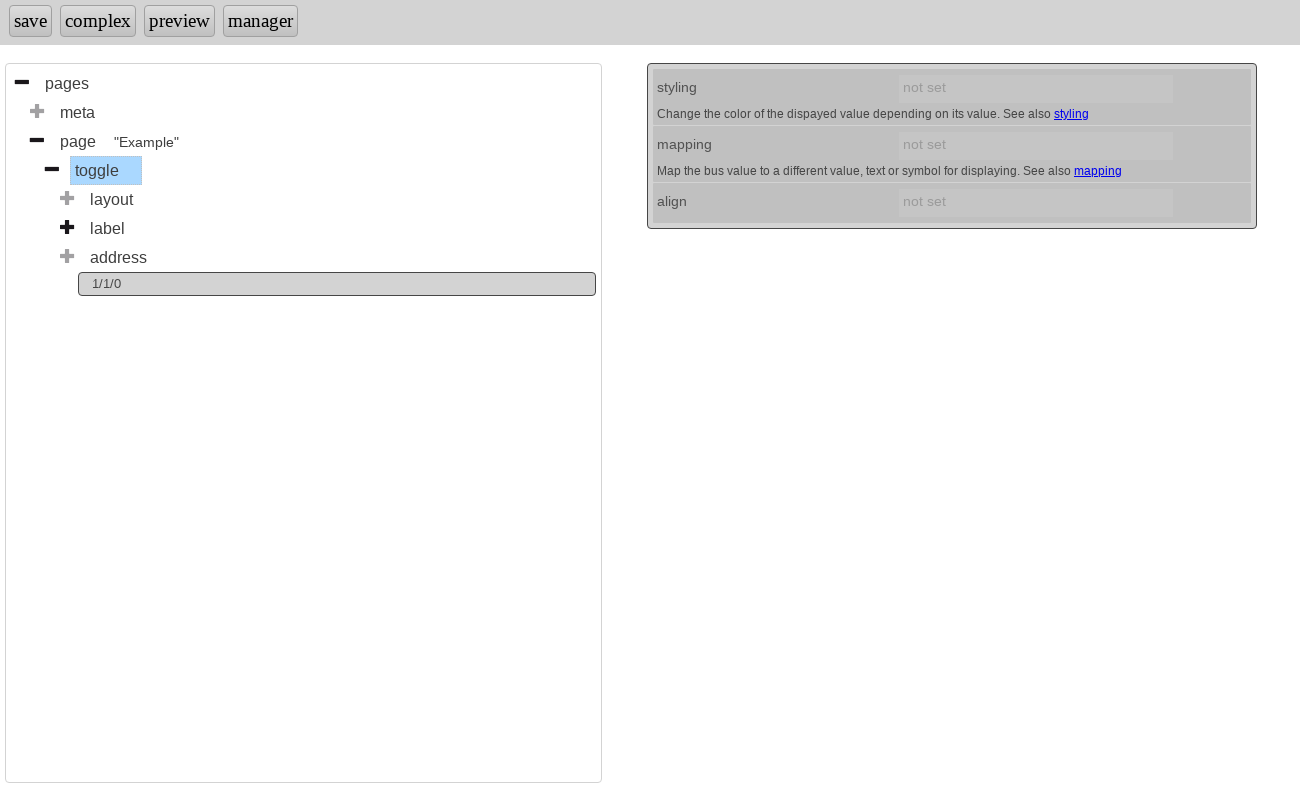 save complex preview manager
pages
meta
page "Example"
toggle
layout
label
address
1/1/0
styling not set
Change the color of the dispayed value depending on its value. See also styling
mapping not set
Map the bus value to a different value, text or symbol for displaying. See also mapping
align not set